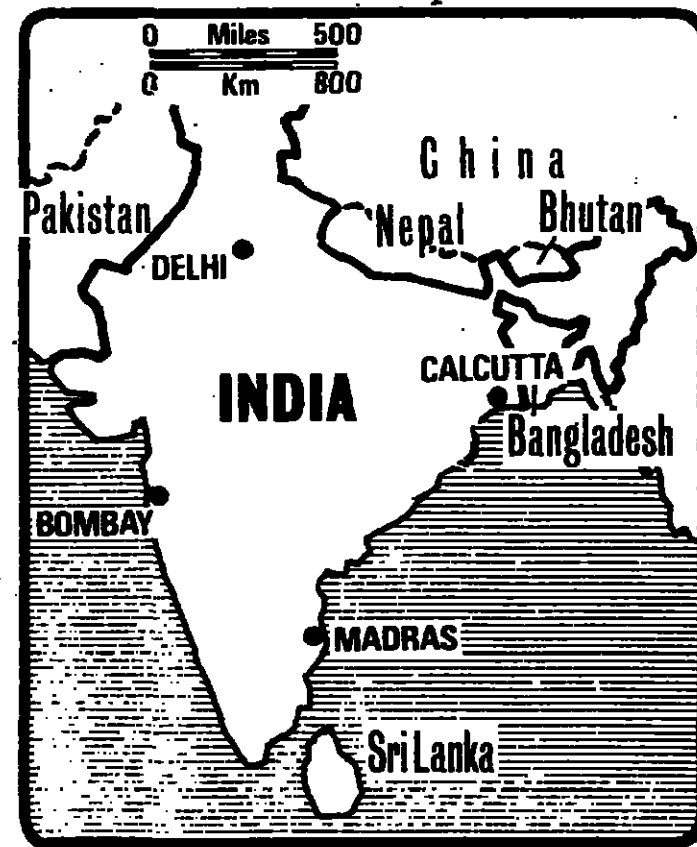 0 Miles 500
0 Km 800
China
Pakistan
Nepal
Bhutan
DELHI
INDIA
CALCUTTA
Bangladesh
BOMBAY
MADRAS
Sri Lanka